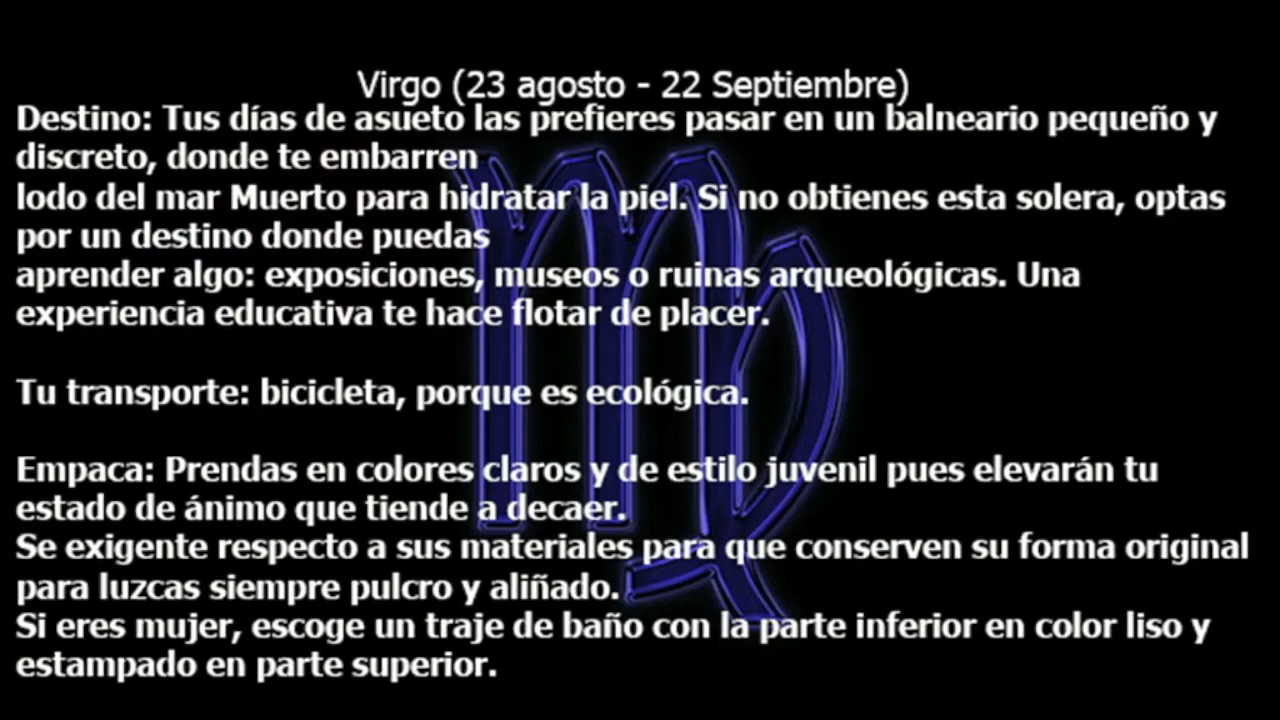 Virgo (23 agosto - 22 Septiembre)
Destino: Tus días de asueto las prefieres pasar en un balneario pequeño y
discreto, donde te embarren
lodo del mar Muerto para hidratar la piel. Si no obtienes esta solera, optas
por un destino donde puedas
aprender algo: exposiciones, museos o ruinas arqueológicas. Una
experiencia educativa te hace flotar de placer.
Tu transporte: bicicleta, porque es ecológica.
Empaca: Prendas en colores claros y de estilo juvenil pues elevarán tu
estado de ánimo que tiende a decaer.
Se exigente respecto a sus materiales para que conserven su forma original
para luzcas siempre pulcro y aliñado.
Si eres mujer, escoge un traje de baño con la parte inferior en color liso y
estampado en parte superior.